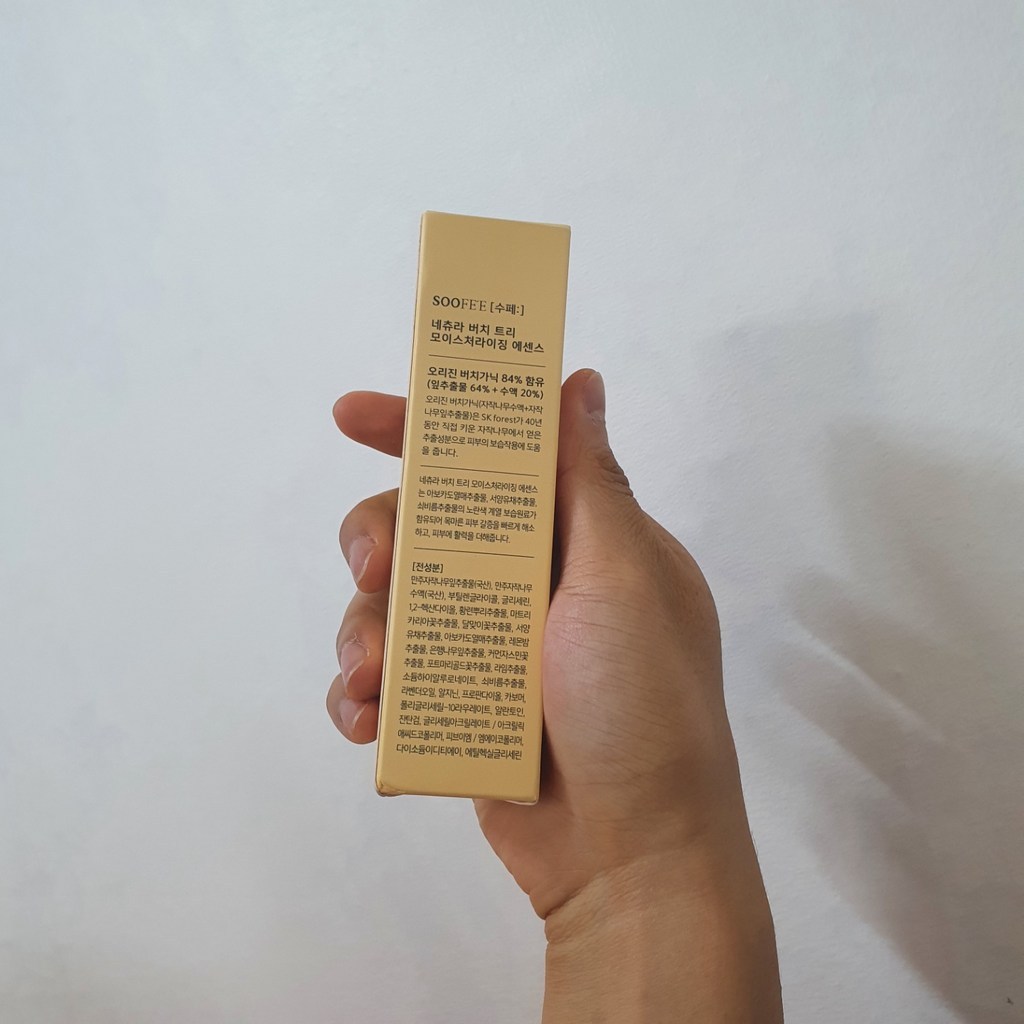 SOOFEE [수페:]
네츄라 버치 트리
모이스처라이징 에센스
오리진 버치가닉 84% 함유
(잎추출물 64% + 수액 20%)
오리진 버치가닉(자작나무수액+자작
나무잎추출물)은 SK forest가 40년
동안 직접 키운 자작나무에서 얻은
추출성분으로 피부의 보습작용에 도움
을 줍니다.
네츄라 버치 트리 모이스처라이징 에센스
는 아보카도열매추출물, 서양유채추출물,
쇠비름추출물의 노란색 계열 보습원료가
함유되어 목마른 피부 갈증을 빠르게 해소
하고, 피부에 활력을 더해줍니다.
[전성분]
만주자작나무잎추출물(국산), 만주자작나무
수액(국산), 부틸렌글라이콜, 글리세린,
1,2-헥산다이올, 황련뿌리추출물, 마트리
카리아꽃추출물, 달맞이꽃추출물, 서양
유채추출물, 아보카도열매추출물, 레몬밤
추출물, 은행나무잎추출물, 커먼자스민꽃
추출물, 포트마리골드꽃추출물, 라임추출물,
소듐하이알루로네이트, 쇠비름추출물,
라벤더오일, 알지닌, 프로판다이올, 카보머,
폴리글리세릴-10라우레이트, 알란토인,
잔탄검, 글리세릴아크릴레이트 / 아크릴릭
애씨드코폴리머, 피브이엠 / 엠에이코폴리머,
다이소듐이디티에이, 에틸헥실글리세린